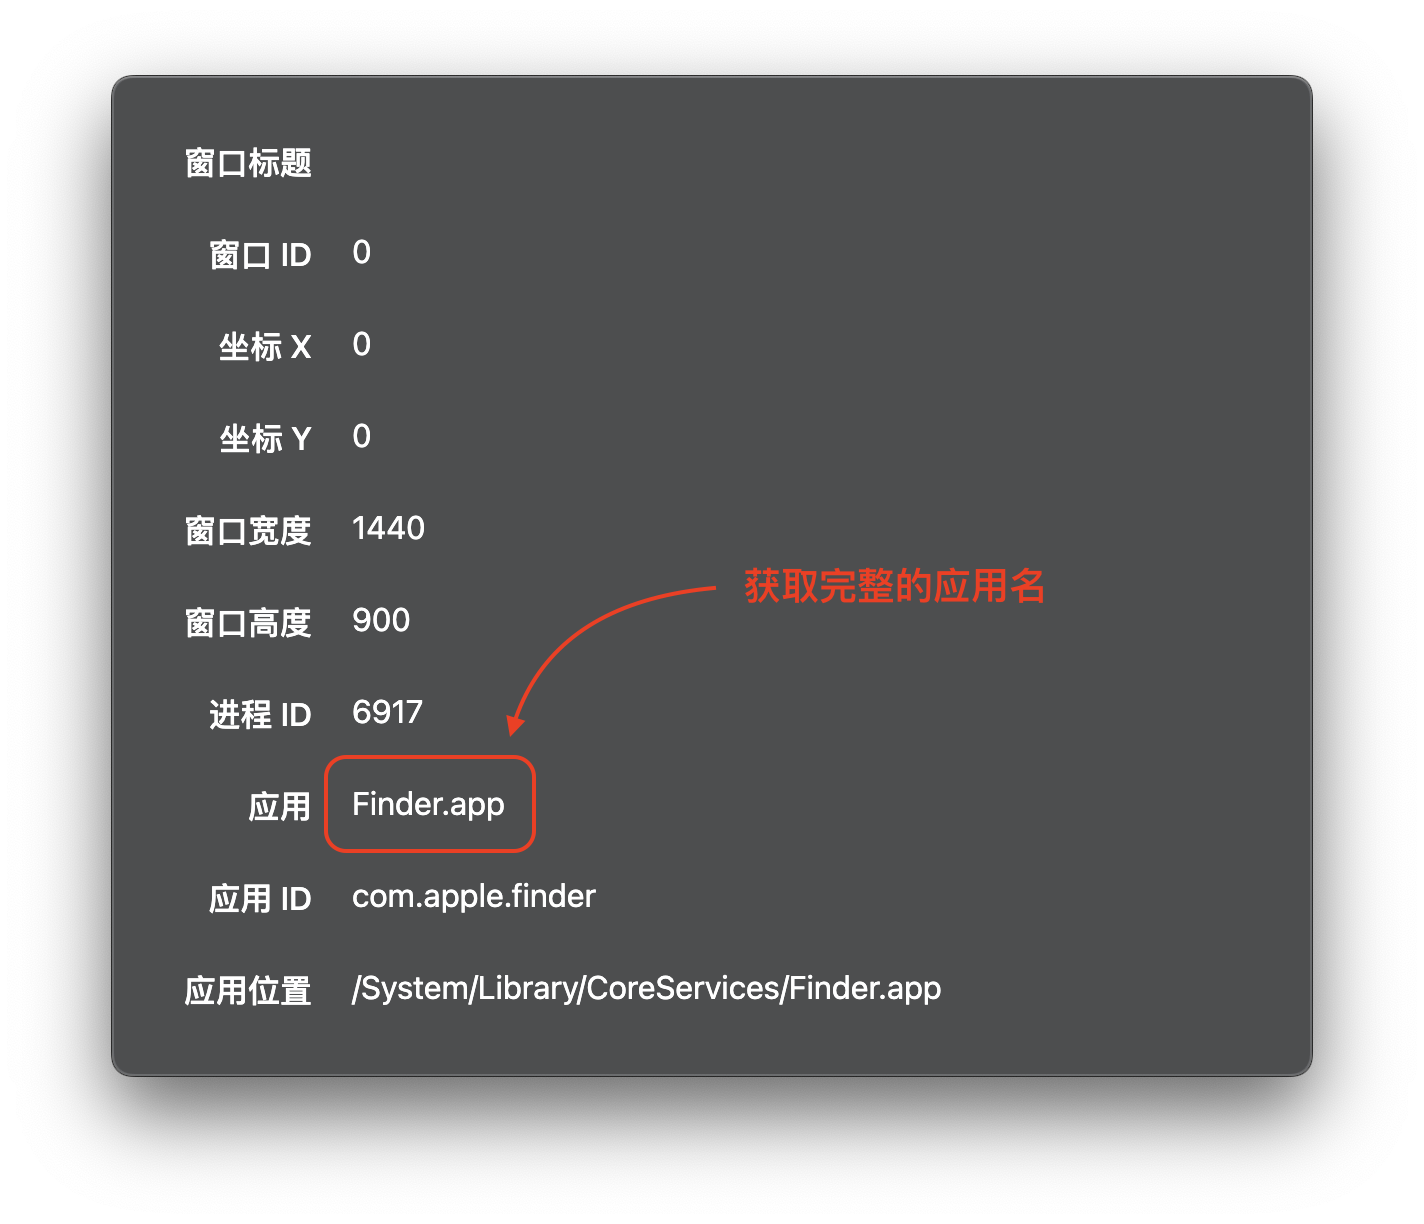 窗口标题
窗口 ID 0
坐标 X 0
坐标 Y 0
窗口宽度 1440
获取完整的应用名
窗口高度 900
进程 ID 6917
应用 Finder.app
应用 ID com.apple.finder
应用位置 /System/Library/CoreServices/Finder.app